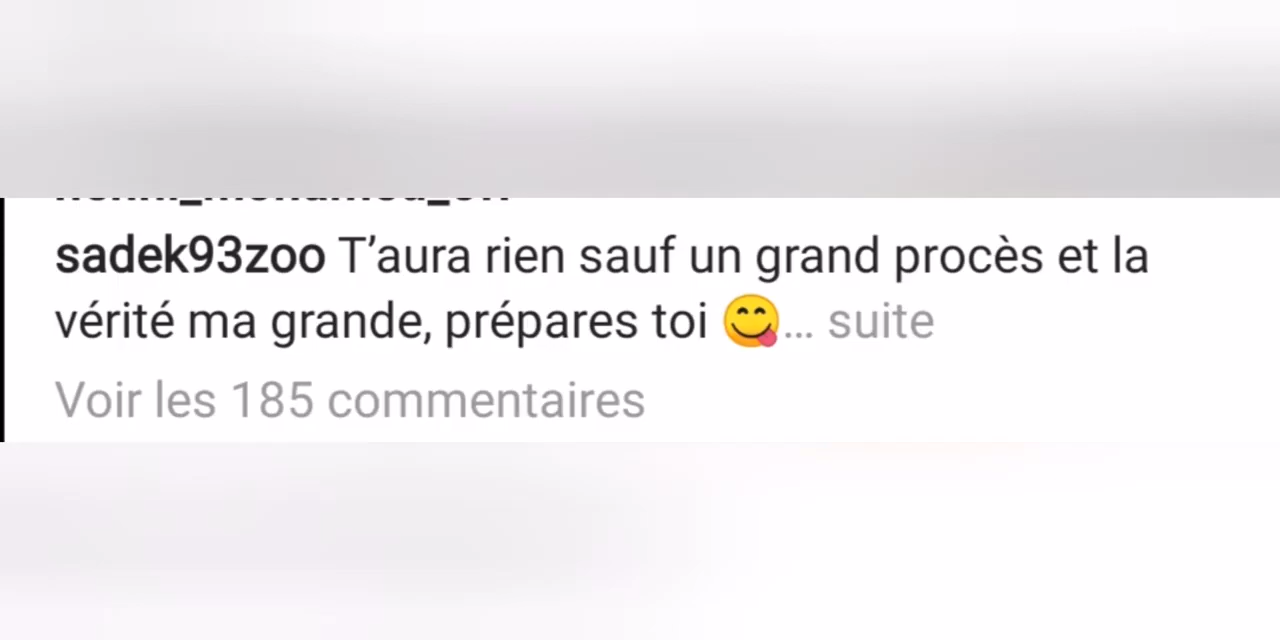 sadek93zoo T’aura rien sauf un grand procès et la
vérité ma grande, prépares toi 😋... suite
Voir les 185 commentaires